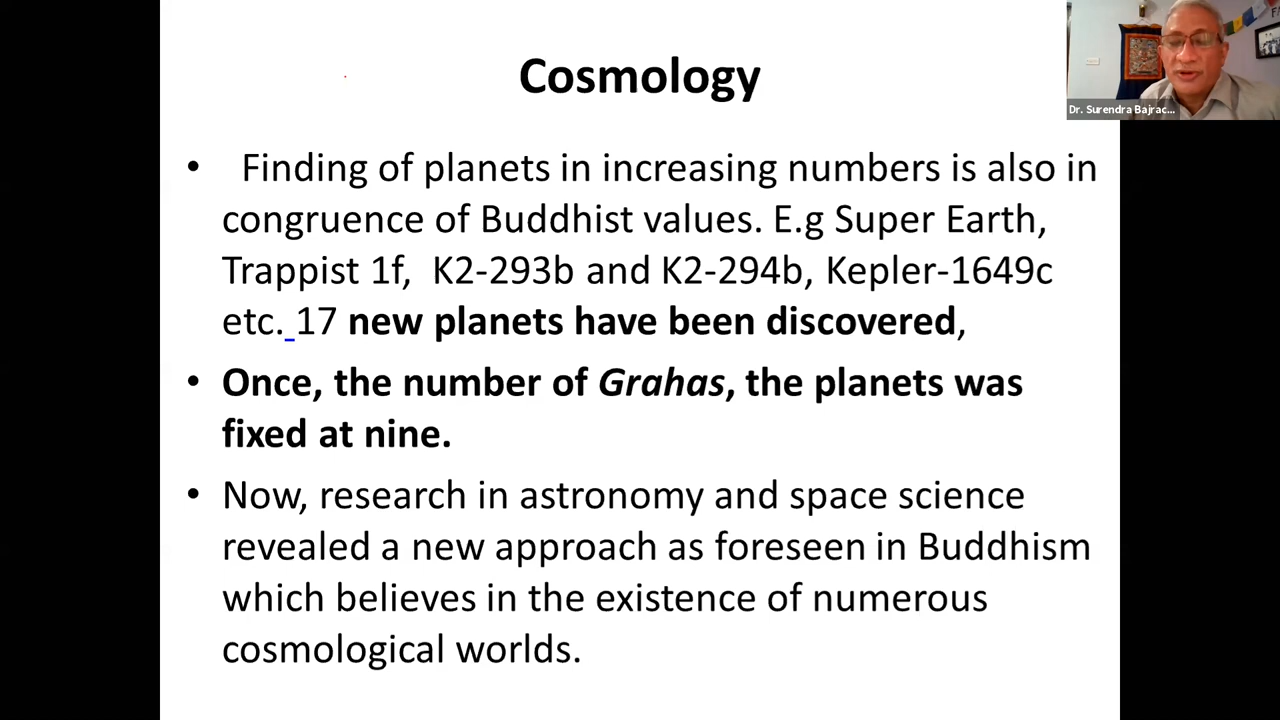 Cosmology
Dr. Surendra Bajrac...
• Finding of planets in increasing numbers is also in
congruence of Buddhist values. E.g Super Earth,
Trappist 1f, K2-293b and K2-294b, Kepler-1649c
etc. 17 new planets have been discovered,
• Once, the number of Grahas, the planets was
fixed at nine.
• Now, research in astronomy and space science
revealed a new approach as foreseen in Buddhism
which believes in the existence of numerous
cosmological worlds.